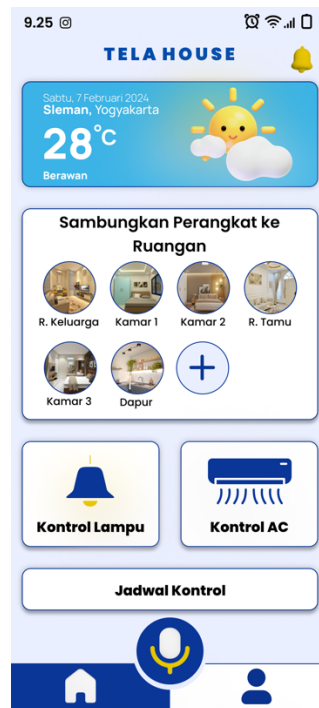 9.25
TELA HOUSE
Sabtu, 7 Februari 2024
Sleman, Yogyakarta
28°C
Berawan
Sambungkan Perangkat ke
Ruangan
R. Keluarga Kamar 1 Kamar 2 R. Tamu
Kamar 3 Dapur
Kontrol Lampu Kontrol AC
Jadwal Kontrol